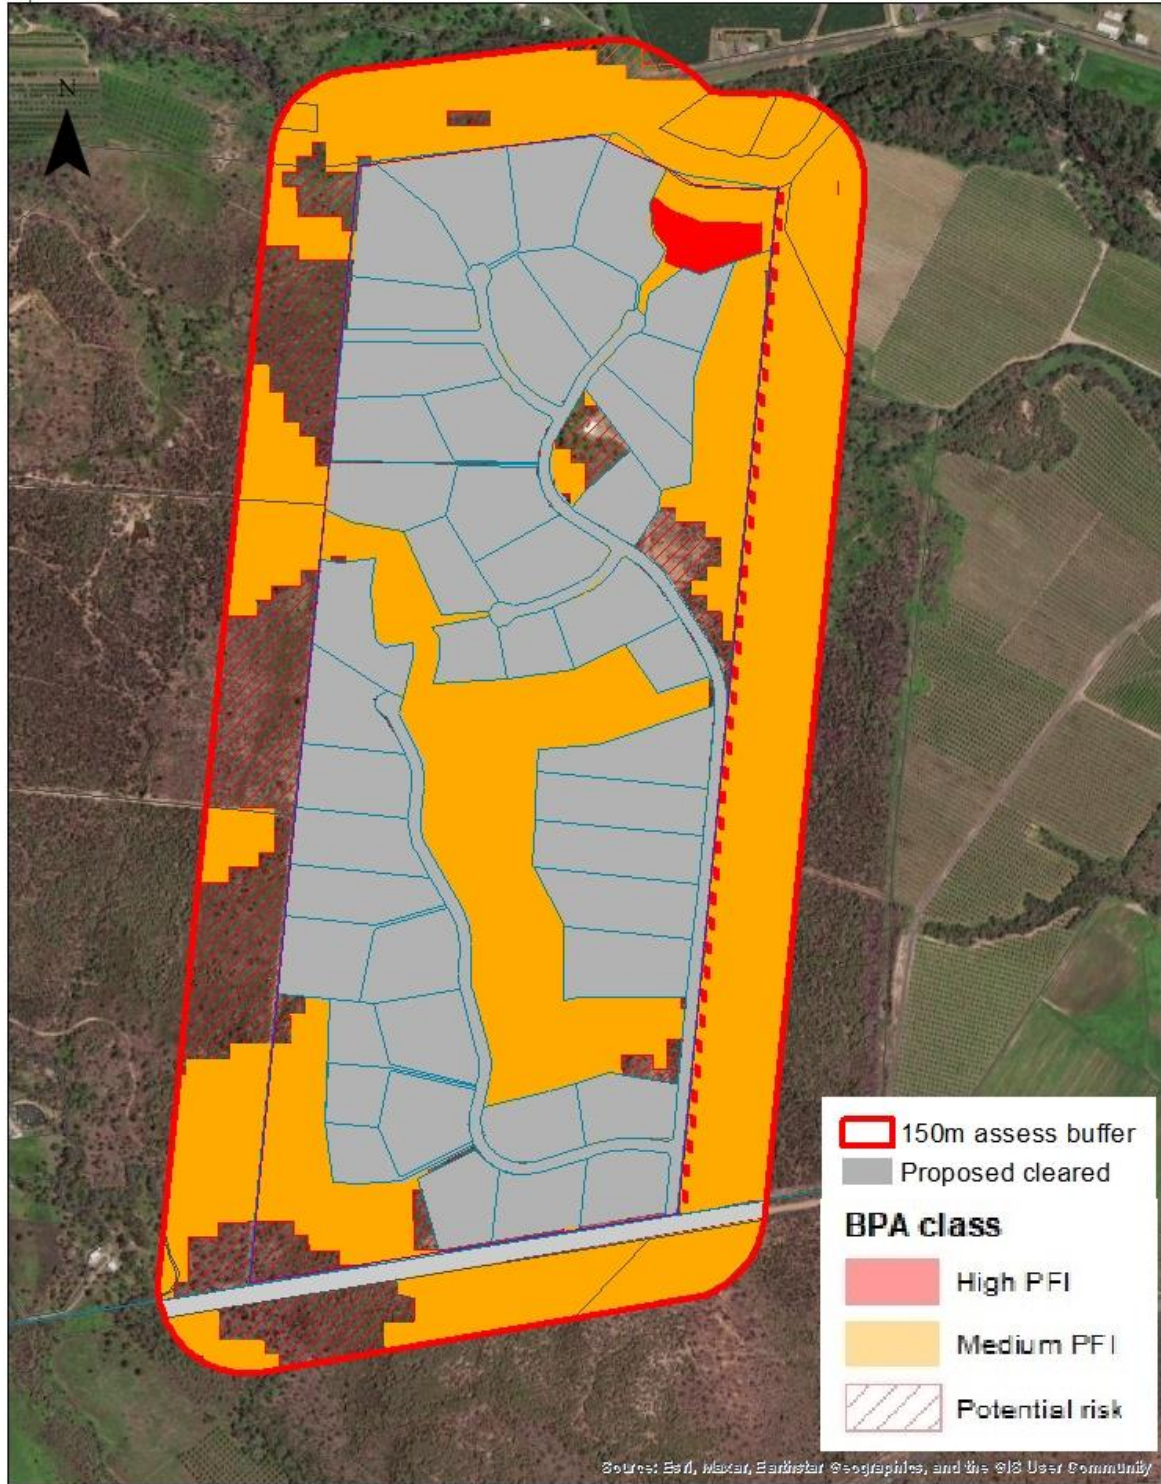 N
150m assess buffer
Proposed cleared
BPA class
High PFI
Medium PFI
Potential risk
Source: Esri, Maxar, Earthstar Geographics, and the GIS User Community